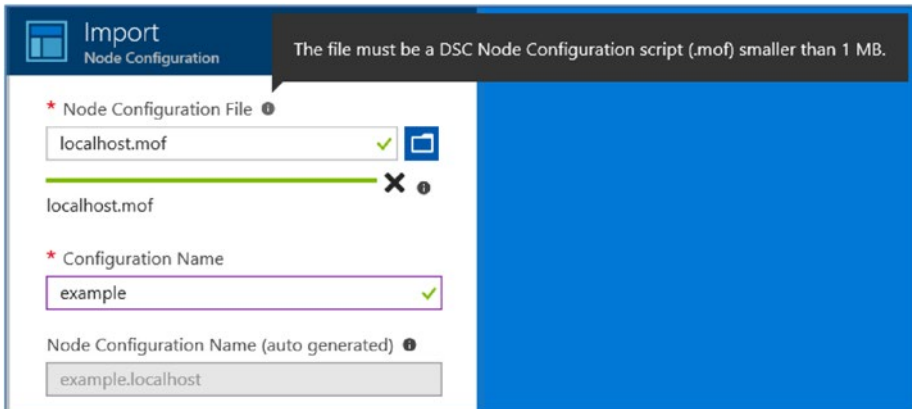 Import
Node Configuration
The file must be a DSC Node Configuration script (.mof) smaller than 1 MB.
* Node Configuration File
localhost.mof
localhost.mof
* Configuration Name
example
Node Configuration Name (auto generated)
example.localhost